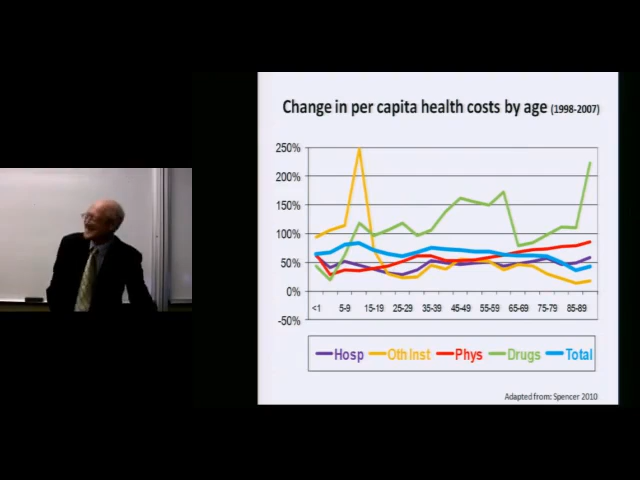 Change in per capita health costs by age (1998-2007)
250%
200%
150%
100%
50%
0%
-50%
<1 5-9 15-19 25-29 35-39 45-49 55-59 65-69 75-79 85-89
Hosp Oth Inst Phys Drugs Total
Adapted from: Spencer 2010